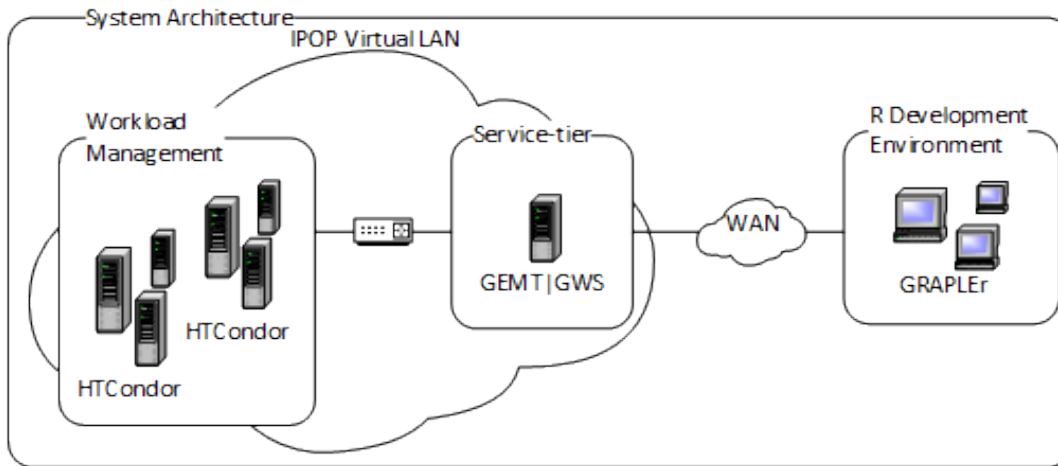 System Architecture
IPOP Virtual LAN
Workload
Management
Service-tier
R Development
Environment
WAN
GEMT|GWS
GRAPLEr
HTCondor
HTCondor